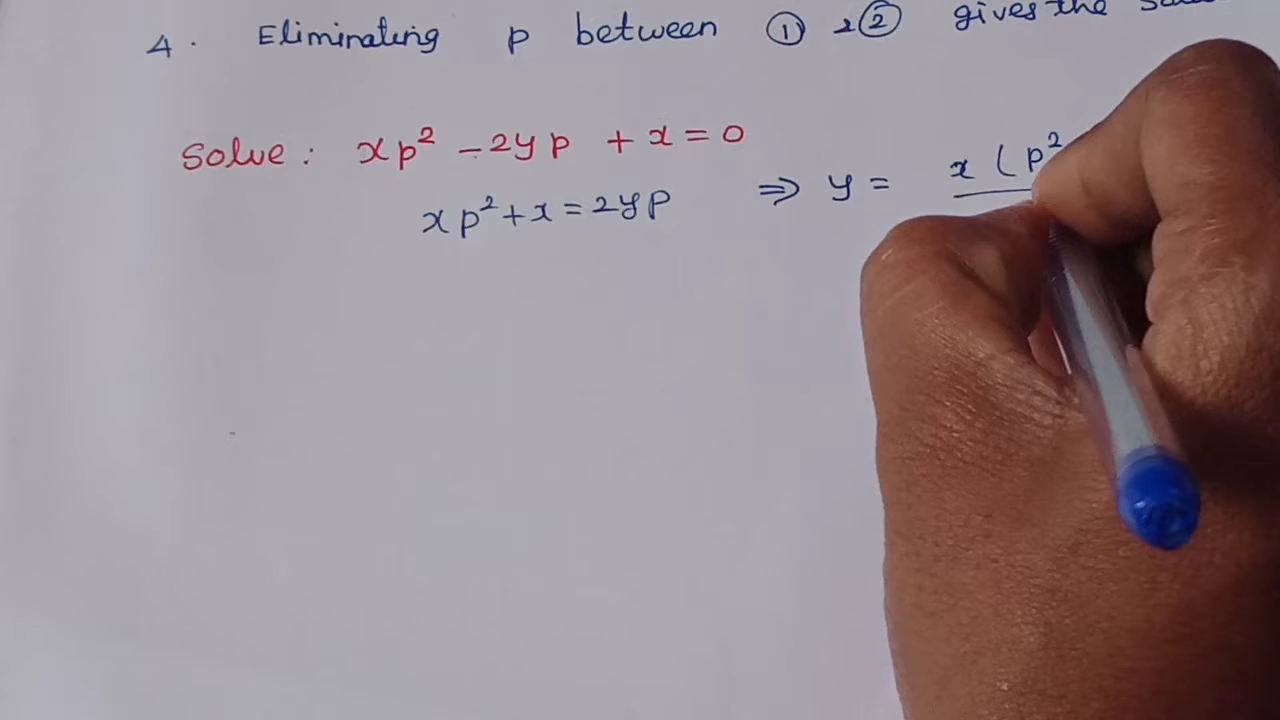 4. Eliminating p between ① & ② gives the
Solve: xp² - 2yp + x = 0
xp² + x = 2yp ⇒ y = x (p²